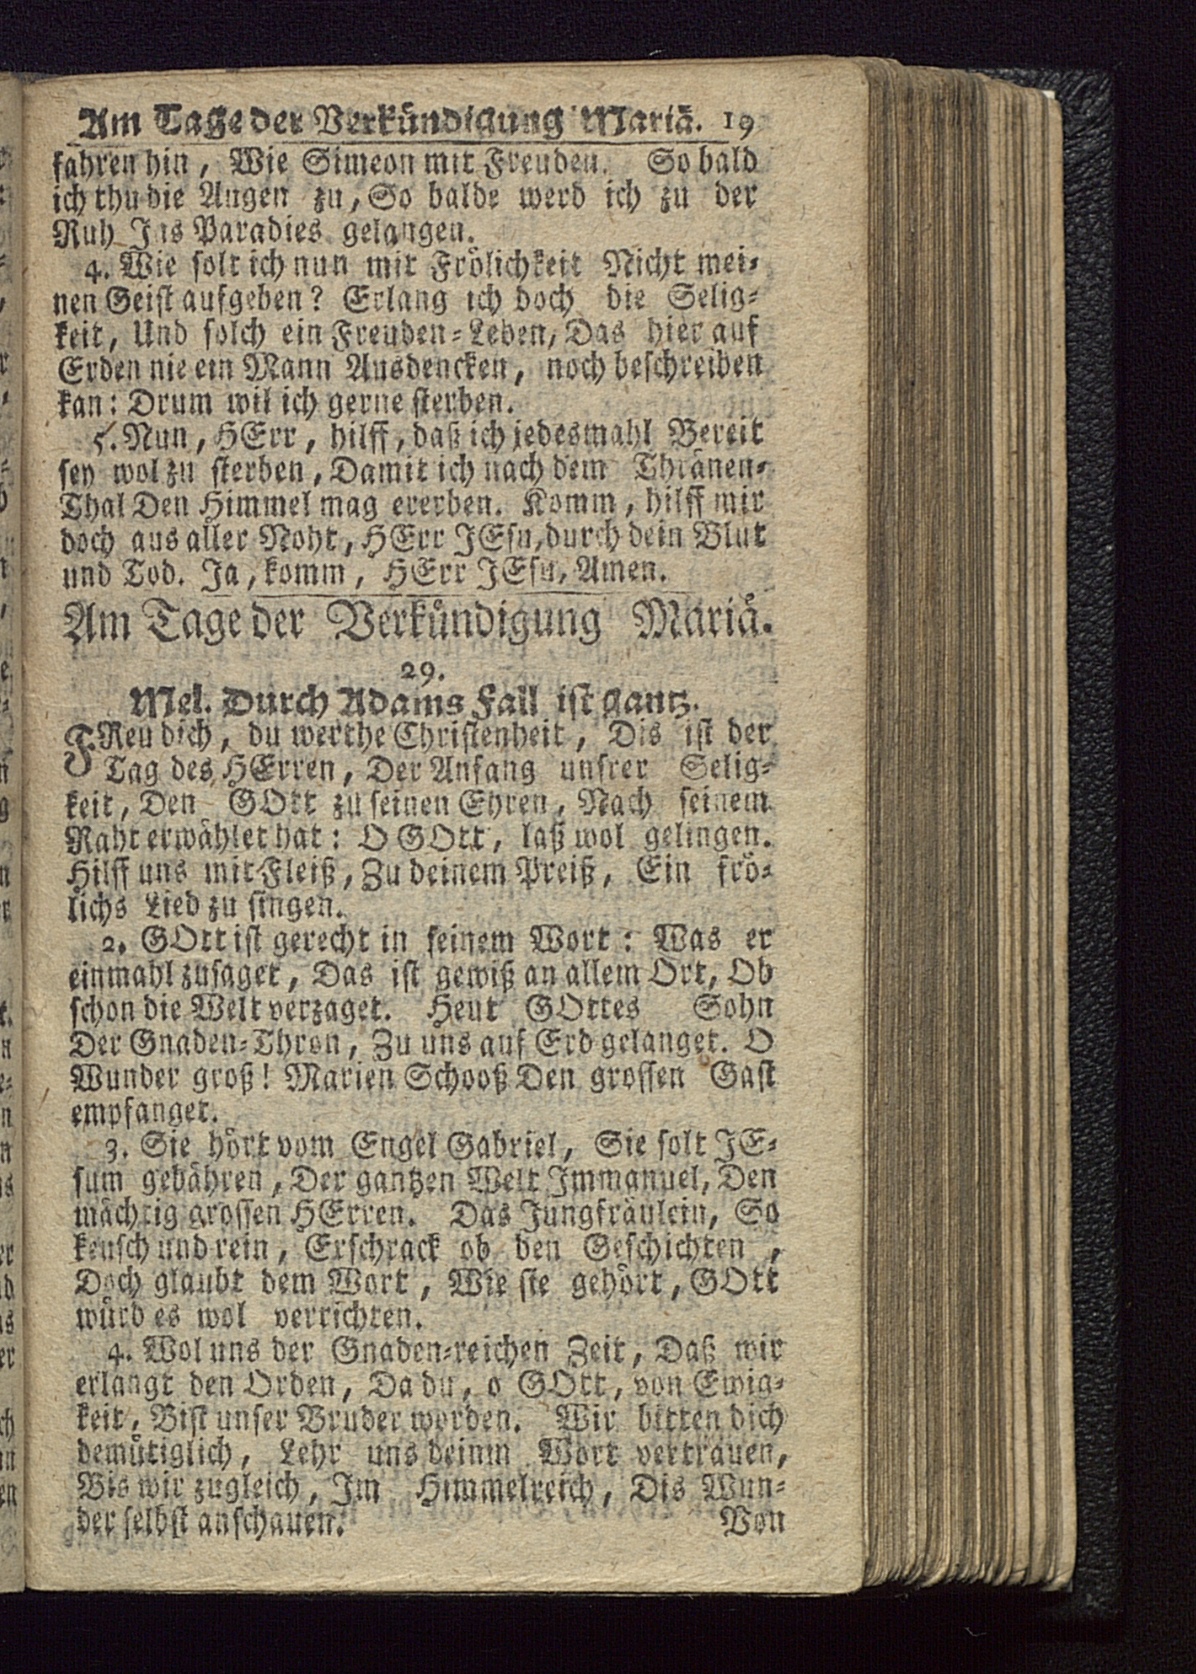 Am Tage der Verkündigung Mariä. 19
fahren hin, Wie Simeon mit Freuden. So bald
ich thu die Augen zu, So balde werd ich zu der
Ruh Ins Paradies gelangen.
4. Wie solt ich nun mit Frölichkeit Nicht mei-
nen Geist aufgeben? Erlang ich doch die Selig-
keit, Und solch ein Freuden-Leben, Das hier auf
Erden nie ein Mann Ausdencken, noch beschreiben
kan: Drum wil ich gerne sterben.
5. Nun, HErr, hilff, daß ich jedesmahl Bereit
sey wol zu sterben, Damit ich nach dem Thränen-
Thal Den Himmel mag ererben. Komm, hilff mir
doch aus aller Noht, HErr JEsu, durch dein Blut
und Tod. Ja, komm, HErr JEsu, Amen.
Am Tage der Verkündigung Mariä.
29.
Mel. Durch Adams Fall ist gantz.
FReu dich, du werthe Christenheit, Dis ist der
Tag des HErren, Der Anfang unsrer Selig-
keit, Den GOtt zu seinen Ehren, Nach seinem
Raht erwählet hat: O GOtt, laß wol gelingen.
Hilff uns mit Fleiß, Zu deinem Preiß, Ein frö-
lichs Lied zu singen.
2. GOtt ist gerecht in seinem Wort: Was er
einmahl zusaget, Das ist gewiß an allem Ort, Ob
schon die Welt verzaget. Heut GOttes Sohn
Der Gnaden-Thron, Zu uns auf Erd gelanget. O
Wunder groß! Marien Schooß Den grossen Gast
empfanget.
3. Sie hört vom Engel Gabriel, Sie solt JE-
sum gebähren, Der gantzen Welt Immanuel, Den
mächtig grossen HErren. Das Jungfräulein, So
keusch und rein, Erschrack ob den Geschichten,
Doch glaubt dem Wort, Wie sie gehört, GOtt
würd es wol verrichten.
4. Wol uns der Gnaden-reichen Zeit, Daß wir
erlangt den Orden, Da du, o GOtt, von Ewig-
keit, Bist unser Bruder worden. Wir bitten dich
demütiglich, Lehr uns deinm Wort vertrauen,
Bis wir zugleich, Im Himmelreich, Dis Wun-
der selbst anschauen. Von